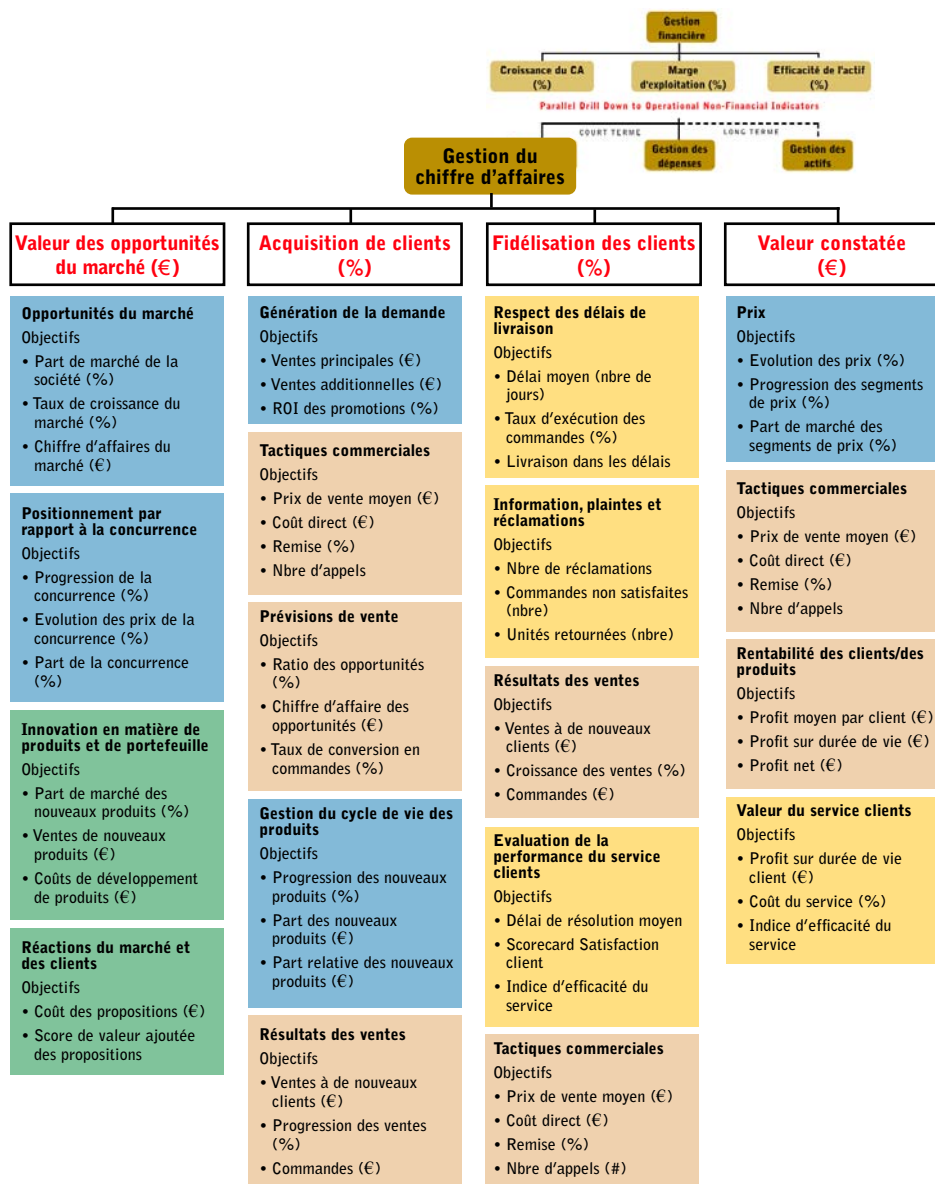 Gestion
financière
Croissance du CA
(%)
Marge
d'exploitation (%)
Efficacité de l'actif
(%)
Parallel Drill Down to Operational Non-Financial Indicators
COURT TERME
LONG TERME
Gestion du
chiffre d'affaires
Gestion des
dépenses
Gestion des
actifs
Valeur des opportunités
du marché (€)
Opportunités du marché
Objectifs
• Part de marché de la
société (%)
• Taux de croissance du
marché (%)
• Chiffre d'affaires du
marché (€)
Positionnement par
rapport à la concurrence
Objectifs
• Progression de la
concurrence (%)
• Evolution des prix de la
concurrence (%)
• Part de la concurrence
(%)
Innovation en matière de
produits et de portefeuille
Objectifs
• Part de marché des
nouveaux produits (%)
• Ventes de nouveaux
produits (€)
• Coûts de développement
de produits (€)
Réactions du marché et
des clients
Objectifs
• Coût des propositions (€)
• Score de valeur ajoutée
des propositions
Acquisition de clients
(%)
Génération de la demande
Objectifs
• Ventes principales (€)
• Ventes additionnelles (€)
• ROI des promotions (%)
Tactiques commerciales
Objectifs
• Prix de vente moyen (€)
• Coût direct (€)
• Remise (%)
• Nbre d'appels
Prévisions de vente
Objectifs
• Ratio des opportunités
(%)
• Chiffre d'affaire des
opportunités (€)
• Taux de conversion en
commandes (%)
Gestion du cycle de vie des
produits
Objectifs
• Progression des nouveaux
produits (%)
• Part des nouveaux
produits (€)
• Part relative des nouveaux
produits (€)
Résultats des ventes
Objectifs
• Ventes à de nouveaux
clients (€)
• Progression des ventes
(%)
• Commandes (€)
Fidélisation des clients
(%)
Respect des délais de
livraison
Objectifs
• Délai moyen (nbre de
jours)
• Taux d'exécution des
commandes (%)
• Livraison dans les délais
Information, plaintes et
réclamations
Objectifs
• Nbre de réclamations
• Commandes non satisfaites
(nbre)
• Unités retournées (nbre)
Résultats des ventes
Objectifs
• Ventes à de nouveaux
clients (€)
• Croissance des ventes (%)
• Commandes (€)
Evaluation de la
performance du service
clients
Objectifs
• Délai de résolution moyen
• Scorecard Satisfaction
client
• Indice d'efficacité du
service
Tactiques commerciales
Objectifs
• Prix de vente moyen (€)
• Coût direct (€)
• Remise (%)
• Nbre d'appels (#)
Valeur constatée
(€)
Prix
Objectifs
• Evolution des prix (%)
• Progression des segments
de prix (%)
• Part de marché des
segments de prix (%)
Tactiques commerciales
Objectifs
• Prix de vente moyen (€)
• Coût direct (€)
• Remise (%)
• Nbre d'appels
Rentabilité des clients/des
produits
Objectifs
• Profit moyen par client (€)
• Profit sur durée de vie (€)
• Profit net (€)
Valeur du service clients
Objectifs
• Profit sur durée de vie
client (€)
• Coût du service (%)
• Indice d'efficacité du
service